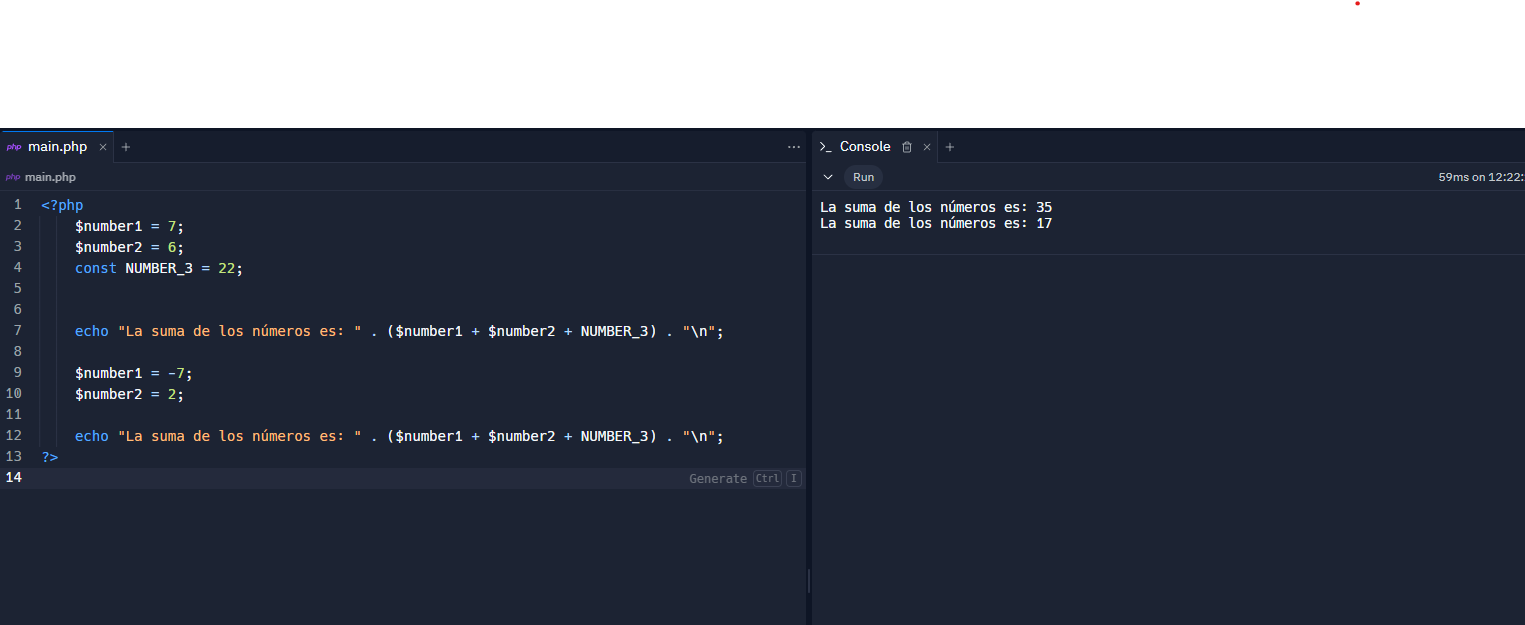 php main.php × +
php main.php
1 <?php
2 $number1 = 7;
3 $number2 = 6;
4 const NUMBER_3 = 22;
5
6
7 echo "La suma de los números es: " . ($number1 + $number2 + NUMBER_3) . "\n";
8
9 $number1 = -7;
10 $number2 = 2;
11
12 echo "La suma de los números es: " . ($number1 + $number2 + NUMBER_3) . "\n";
13 ?>
14 Generate Ctrl I
>_ Console × +
Run 59ms on 12:22:
La suma de los números es: 35
La suma de los números es: 17